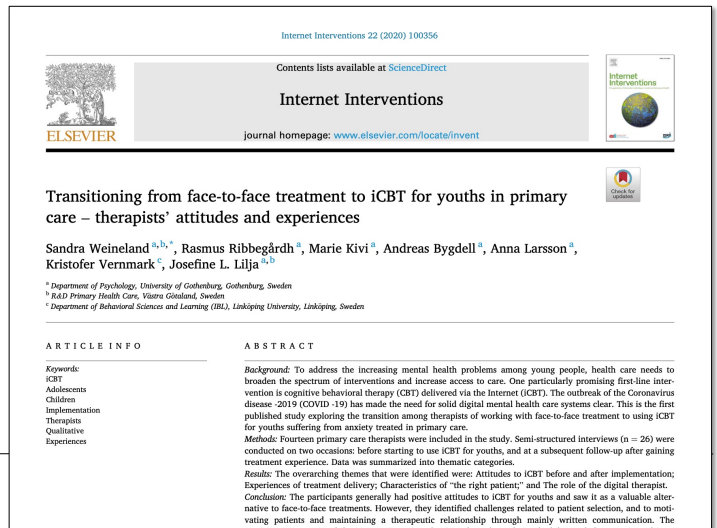 Internet Interventions 22 (2020) 100356
Contents lists available at ScienceDirect
Internet Interventions
ELSEVIER
journal homepage: www.elsevier.com/locate/invent
Internet
Interventions
Check for
updates
Transitioning from face-to-face treatment to iCBT for youths in primary
care – therapists' attitudes and experiences
Sandra Weineland a,b,*, Rasmus Ribbegårdh a, Marie Kivi a, Andreas Bygdell a, Anna Larsson a,
Kristofer Vernmark c, Josefine L. Lilja a,b
a Department of Psychology, University of Gothenburg, Gothenburg, Sweden
b R&D Primary Health Care, Västra Götaland, Sweden
c Department of Behavioral Sciences and Learning (IBL), Linköping University, Linköping, Sweden
ARTICLE INFO
Keywords:
iCBT
Adolescents
Children
Implementation
Therapists
Qualitative
Experiences
ABSTRACT
Background: To address the increasing mental health problems among young people, health care needs to
broaden the spectrum of interventions and increase access to care. One particularly promising first-line inter-
vention is cognitive behavioral therapy (CBT) delivered via the Internet (iCBT). The outbreak of the Coronavirus
disease -2019 (COVID -19) has made the need for solid digital mental health care systems clear. This is the first
published study exploring the transition among therapists of working with face-to-face treatment to using iCBT
for youths suffering from anxiety treated in primary care.
Methods: Fourteen primary care therapists were included in the study. Semi-structured interviews (n = 26) were
conducted on two occasions: before starting to use iCBT for youths, and at a subsequent follow-up after gaining
treatment experience. Data was summarized into thematic categories.
Results: The overarching themes that were identified were: Attitudes to iCBT before and after implementation;
Experiences of treatment delivery; Characteristics of "the right patient;" and The role of the digital therapist.
Conclusion: The participants generally had positive attitudes to iCBT for youths and saw it as a valuable alter-
native to face-to-face treatments. However, they identified challenges related to patient selection, and to moti-
vating patients and maintaining a therapeutic relationship through mainly written communication. The